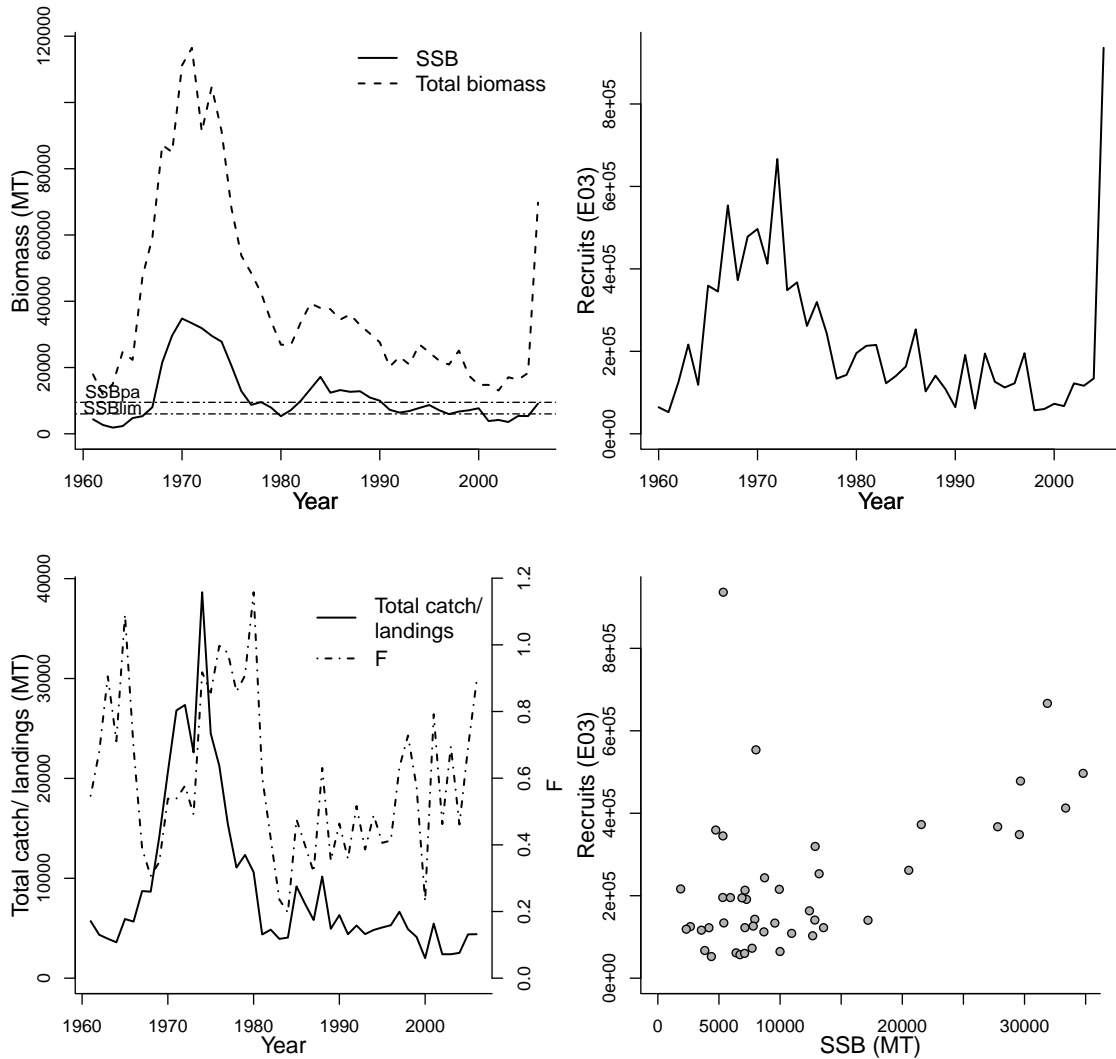 Biomass (MT)
0
20000
40000
60000
80000
120000
SSB
Total biomass
SSBpa
SSBlim
1960
1970
1980
1990
2000
Year
Recruits (E03)
0e+00
2e+05
4e+05
6e+05
8e+05
1960
1970
1980
1990
2000
Year
Total catch/ landings (MT)
0
10000
20000
30000
40000
Total catch/
landings
F
0.0
0.2
0.4
0.6
0.8
1.0
1.2
F
1960
1970
1980
1990
2000
Year
Recruits (E03)
0e+00
2e+05
4e+05
6e+05
8e+05
0
5000
10000
20000
30000
SSB (MT)